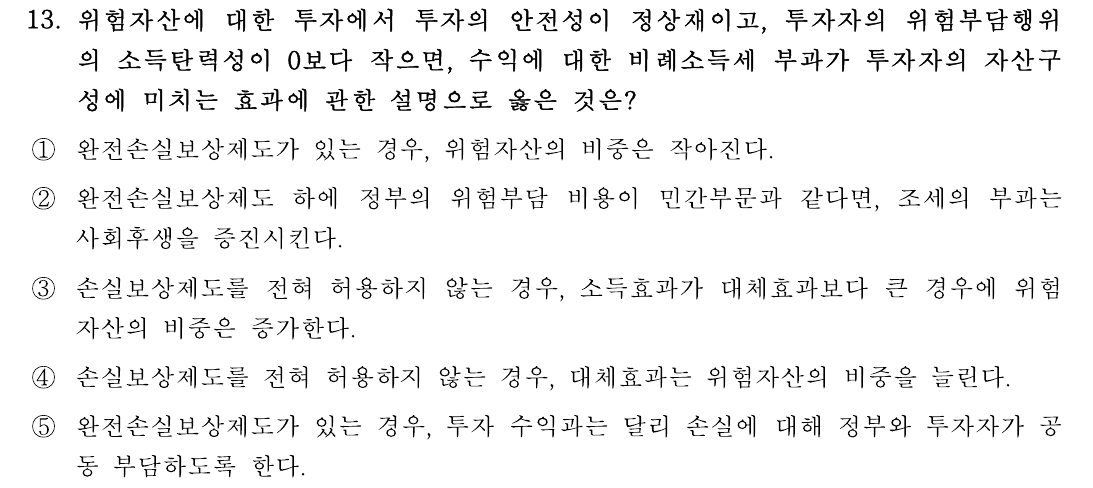 13. 위험자산에 대한 투자에서 투자의 안전성이 정상재이고, 투자자의 위험부담행위
의 소득탄력성이 0보다 작으면, 수익에 대한 비례소득세 부과가 투자자의 자산구
성에 미치는 효과에 관한 설명으로 옳은 것은?
① 완전손실보상제도가 있는 경우, 위험자산의 비중은 작아진다.
② 완전손실보상제도 하에 정부의 위험부담 비용이 민간부문과 같다면, 조세의 부과는
사회후생을 증진시킨다.
③ 손실보상제도를 전혀 허용하지 않는 경우, 소득효과가 대체효과보다 큰 경우에 위험
자산의 비중은 증가한다.
④ 손실보상제도를 전혀 허용하지 않는 경우, 대체효과는 위험자산의 비중을 늘린다.
⑤ 완전손실보상제도가 있는 경우, 투자 수익과는 달리 손실에 대해 정부와 투자자가 공
동 부담하도록 한다.